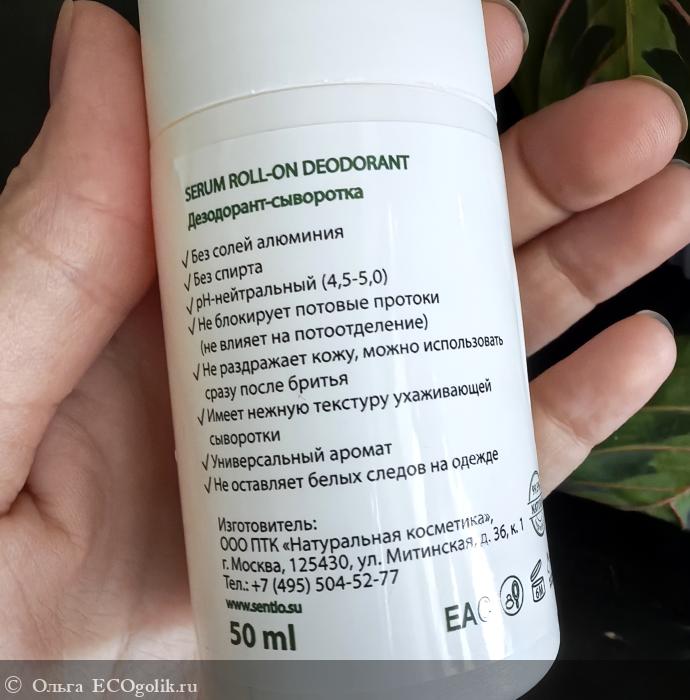 SERUM ROLL-ON DEODORANT
Дезодорант-сыворотка
√ Без солей алюминия
√ Без спирта
√ pH-нейтральный (4,5-5,0)
√ Не блокирует потовые протоки
(не влияет на потоотделение)
√ Не раздражает кожу, можно использовать
сразу после бритья
√ Имеет нежную текстуру ухаживающей
сыворотки
√ Универсальный аромат
√ Не оставляет белых следов на одежде
Изготовитель:
ООО ПТК «Натуральная косметика»,
г. Москва, 125430, ул. Митинская, д. 36, к. 1
Тел.: +7 (495) 504-52-77
www.sentio.su
50 ml
EAC
6M
© Ольга ECOgolik.ru